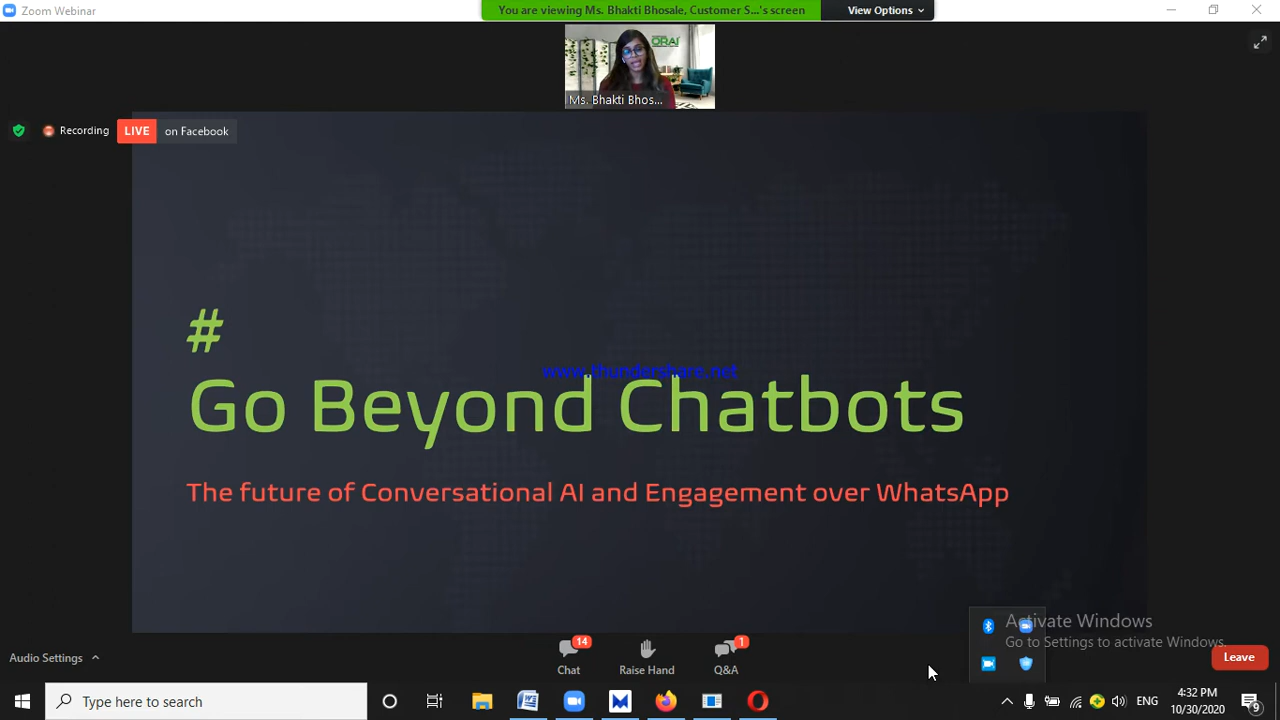 Zoom Webinar
You are viewing Ms. Bhakti Bhosale, Customer S...'s screen
View Options
ORAI
Ms. Bhakti Bhos...
Recording
LIVE
on Facebook
#
www.thundershare.net
Go Beyond Chatbots
The future of Conversational AI and Engagement over WhatsApp
Activate Windows
Go to Settings to activate Windows.
Audio Settings
14
Chat
Raise Hand
1
Q&A
Leave
Type here to search
ENG
4:32 PM
10/30/2020
9